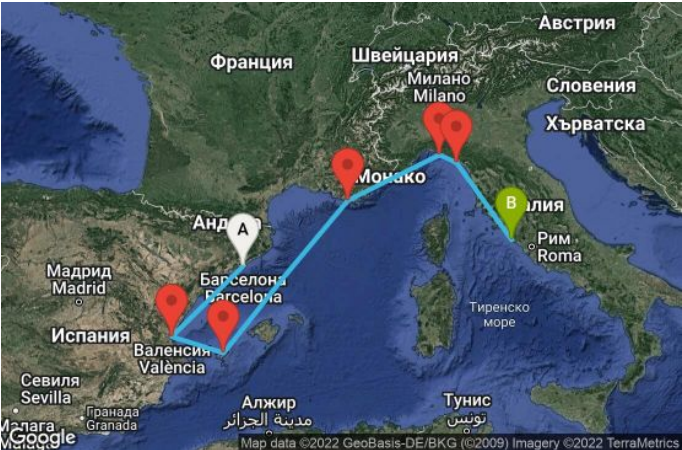 Австрия
Франция
Швейцария
Милано
Milano
Словения
Хърватска
Монако
A
B
Рим
Roma
Мадрид
Madrid
Барселона
Barcelona
Тиренско
море
Испания
Валенсия
València
Севиля
Sevilla
Гранада
Granada
Алжир
مدينة الجزائر
Тунис
تونس
Google
Map data ©2022 GeoBasis-DE/BKG (©2009) Imagery ©2022 TerraMetrics